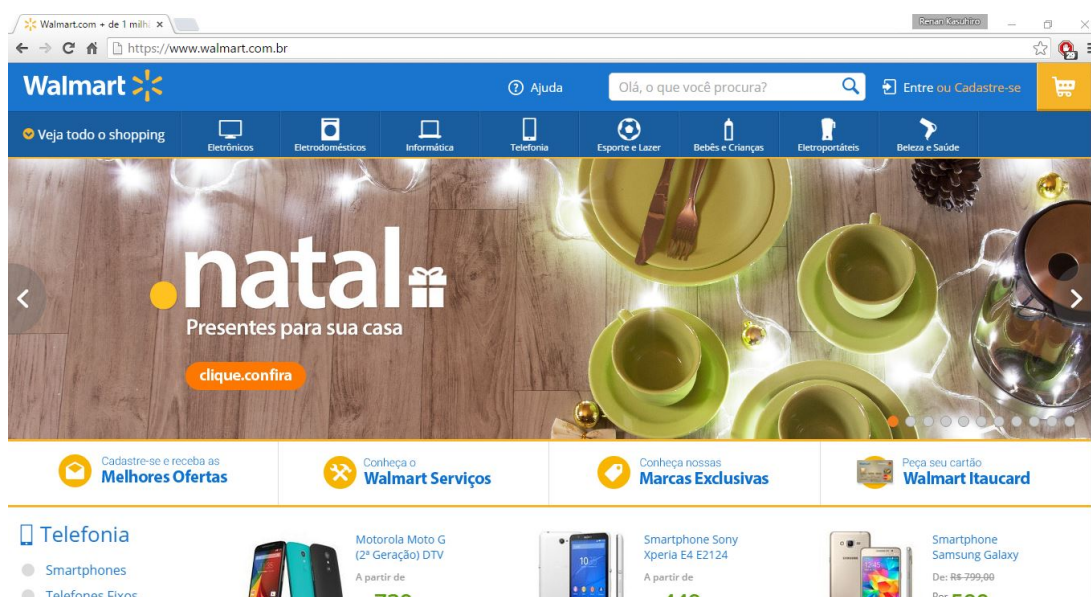 Walmart.com + de 1 milh
Renan Kasuhiro
https://www.walmart.com.br
29
Walmart
Ajuda
Olá, o que você procura?
Entre ou Cadastre-se
Veja todo o shopping
Eletrônicos
Eletrodomésticos
Informática
Telefonia
Esporte e Lazer
Bebês e Crianças
Eletroportáteis
Beleza e Saúde
.natal
Presentes para sua casa
clique.confira
Cadastre-se e receba as
Melhores Ofertas
Conheça o
Walmart Serviços
Conheça nossas
Marcas Exclusivas
Peça seu cartão
Walmart Itaucard
Telefonia
Smartphones
Telefones Fixos
Motorola Moto G
(2ª Geração) DTV
A partir de
Smartphone Sony
Xperia E4 E2124
A partir de
Smartphone
Samsung Galaxy
De: R$ 799,00
Por